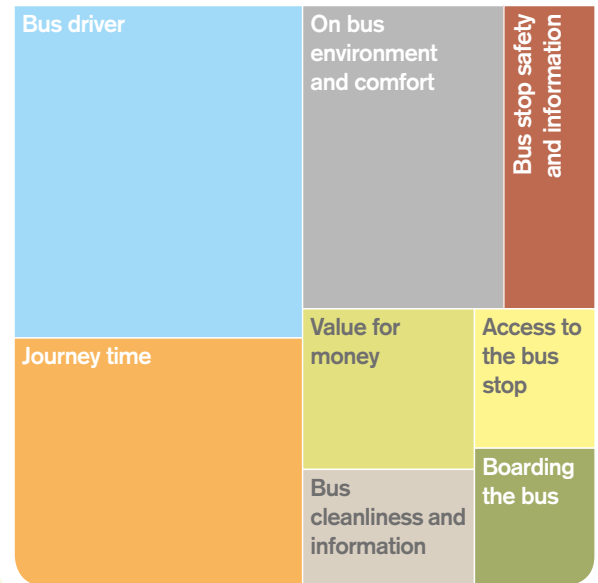 Bus driver
On bus
environment
and comfort
Bus stop safety
and information
Journey time
Value for
money
Access to
the bus
stop
Bus
cleanliness and
information
Boarding
the bus